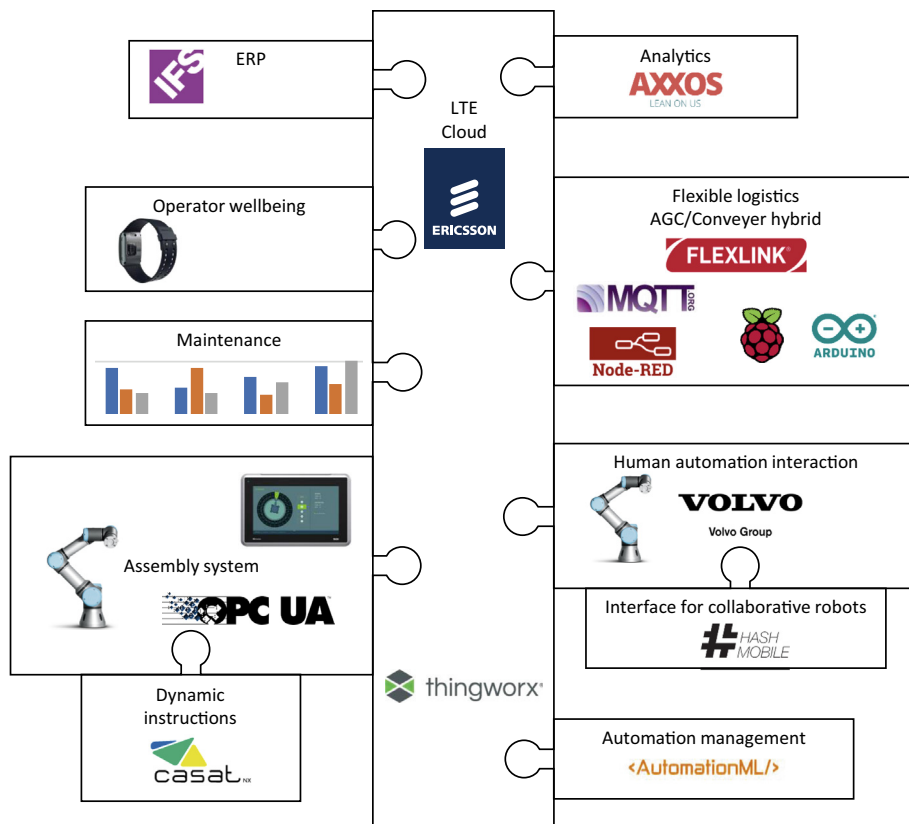 IFS
ERP
Analytics
AXXOS
LEAN ON US
LTE
Cloud
ERICSSON
Operator wellbeing
Flexible logistics
AGC/Conveyer hybrid
FLEXLINK®
MQTT.ORG
Node-RED
ARDUINO
Maintenance
Human automation interaction
VOLVO
Volvo Group
Assembly system
OPC UA
Interface for collaborative robots
# HASH
MOBILE
thingworx®
Dynamic
instructions
casat NX
Automation management
<AutomationML/>